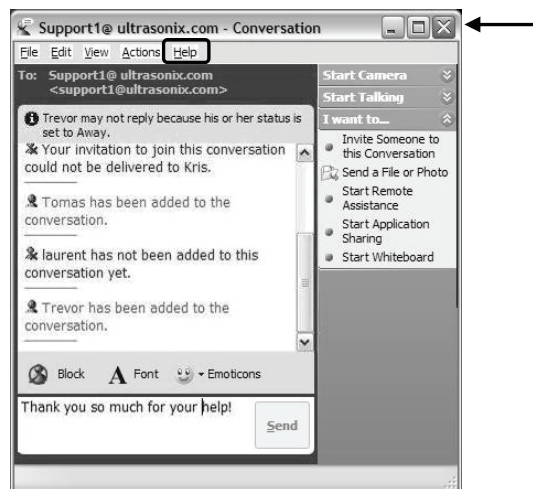 Support1@ ultrasonix.com - Conversation
File Edit View Actions Help
To: Support1@ ultrasonix.com
<support1@ultrasonix.com>
Trevor may not reply because his or her status is
set to Away.
Your invitation to join this conversation
could not be delivered to Kris.
Tomas has been added to the
conversation.
laurent has not been added to this
conversation yet.
Trevor has been added to the
conversation.
Block A Font Emoticons
Thank you so much for your help!
Send
Start Camera
Start Talking
I want to...
Invite Someone to
this Conversation
Send a File or Photo
Start Remote
Assistance
Start Application
Sharing
Start Whiteboard